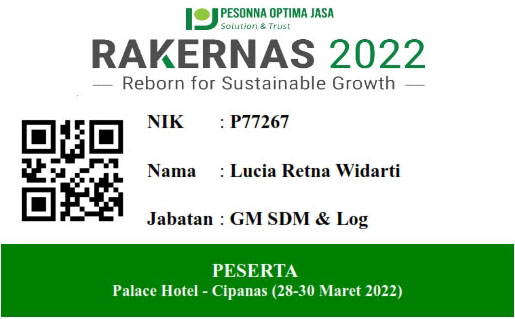 PESONNA OPTIMA JASA
Solution & Trust
RAKERNAS 2022
Reborn for Sustainable Growth
NIK : P77267
Nama : Lucia Retna Widarti
Jabatan : GM SDM & Log
PESERTA
Palace Hotel - Cipanas (28-30 Maret 2022)